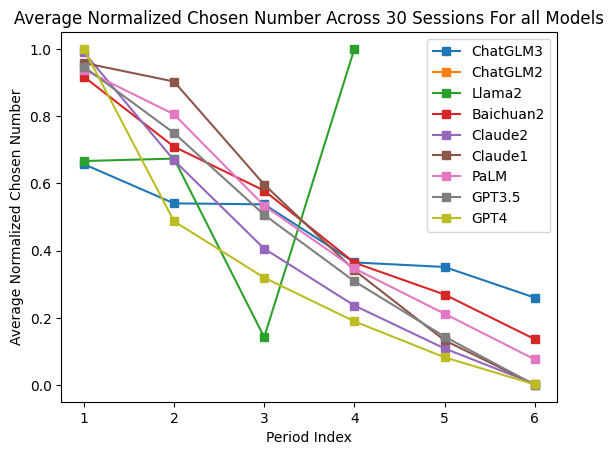 Average Normalized Chosen Number Across 30 Sessions For all Models
Average Normalized Chosen Number
1.0
0.8
0.6
0.4
0.2
0.0
ChatGLM3
ChatGLM2
Llama2
Baichuan2
Claude2
Claude1
PaLM
GPT3.5
GPT4
1 2 3 4 5 6
Period Index